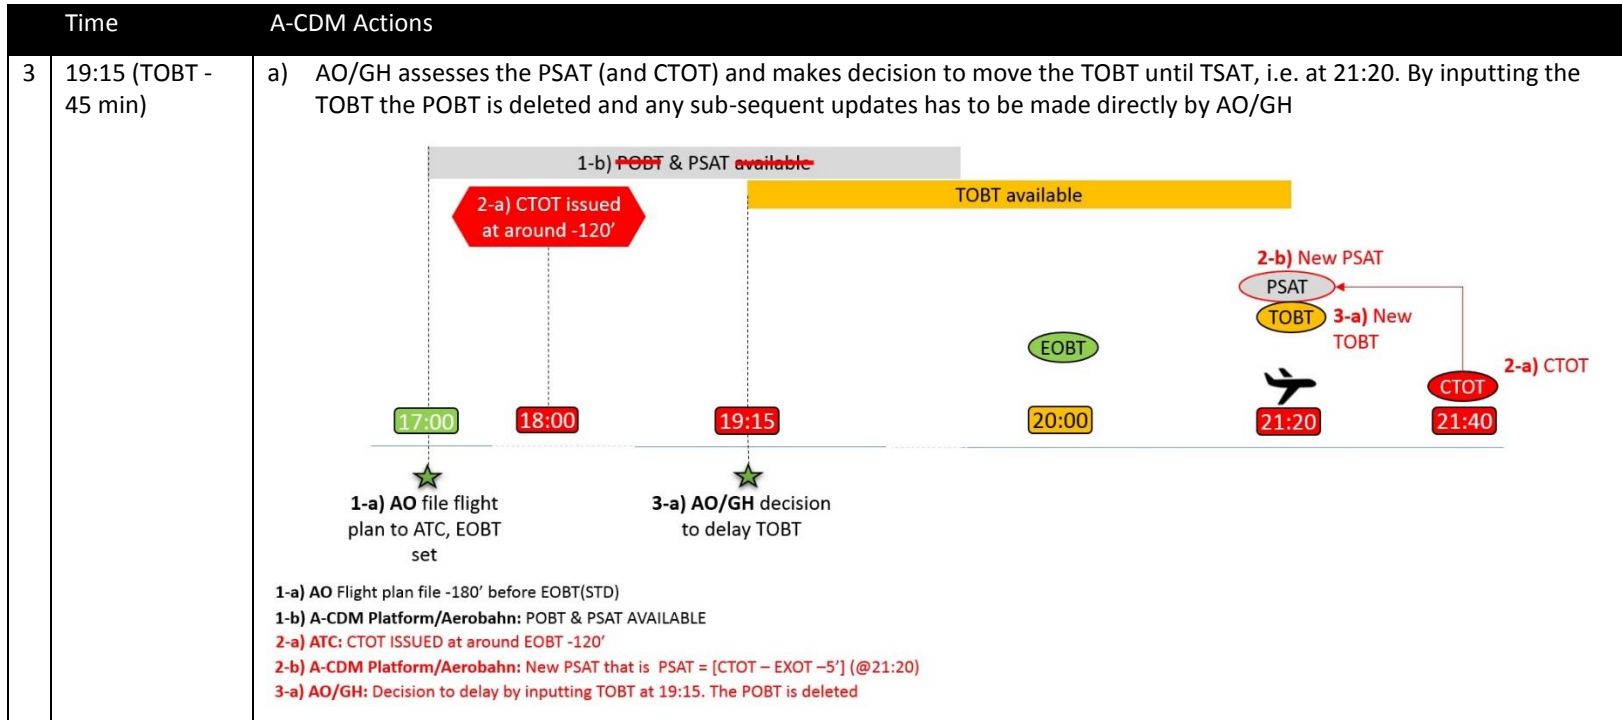 Time
A-CDM Actions
3
19:15 (TOBT -
45 min)
a) AO/GH assesses the PSAT (and CTOT) and makes decision to move the TOBT until TSAT, i.e. at 21:20. By inputting the
TOBT the POBT is deleted and any sub-sequent updates has to be made directly by AO/GH
1-b) POBT & PSAT available
TOBT available
2-a) CTOT issued
at around -120’
2-b) New PSAT
PSAT
TOBT
3-a) New
TOBT
EOBT
2-a) CTOT
CTOT
17:00
18:00
19:15
20:00
21:20
21:40
1-a) AO file flight
plan to ATC, EOBT
set
3-a) AO/GH decision
to delay TOBT
1-a) AO Flight plan file -180’ before EOBT(STD)
1-b) A-CDM Platform/Aerobahn: POBT & PSAT AVAILABLE
2-a) ATC: CTOT ISSUED at around EOBT -120’
2-b) A-CDM Platform/Aerobahn: New PSAT that is PSAT = [CTOT – EXOT –5’] (@21:20)
3-a) AO/GH: Decision to delay by inputting TOBT at 19:15. The POBT is deleted